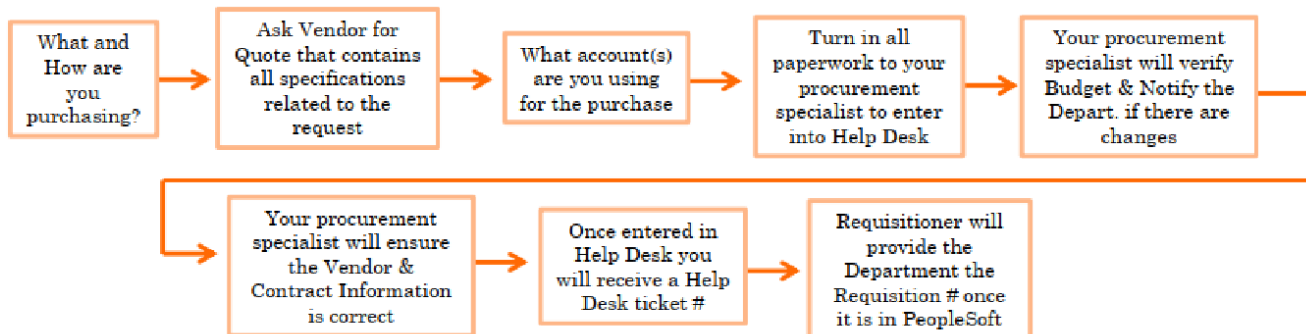 What and
How are
you
purchasing?
Ask Vendor for
Quote that contains
all specifications
related to the
request
What account(s)
are you using
for the purchase
Turn in all
paperwork to your
procurement
specialist to enter
into Help Desk
Your procurement
specialist will verify
Budget & Notify the
Depart. if there are
changes
Your procurement
specialist will ensure
the Vendor &
Contract Information
is correct
Once entered in
Help Desk you
will receive a Help
Desk ticket #
Requisitioner will
provide the
Department the
Requisition # once
it is in PeopleSoft